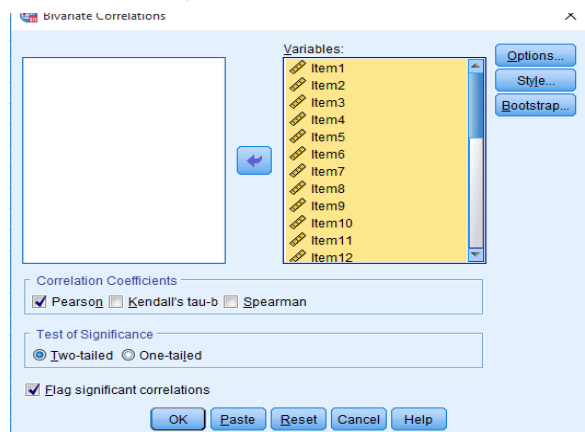 Bivariate Correlations
Variables:
Item1
Item2
Item3
Item4
Item5
Item6
Item7
Item8
Item9
Item10
Item11
Item12
Options...
Style...
Bootstrap...
Correlation Coefficients
Pearson Kendall's tau-b Spearman
Test of Significance
Two-tailed One-tailed
Flag significant correlations
OK Paste Reset Cancel Help